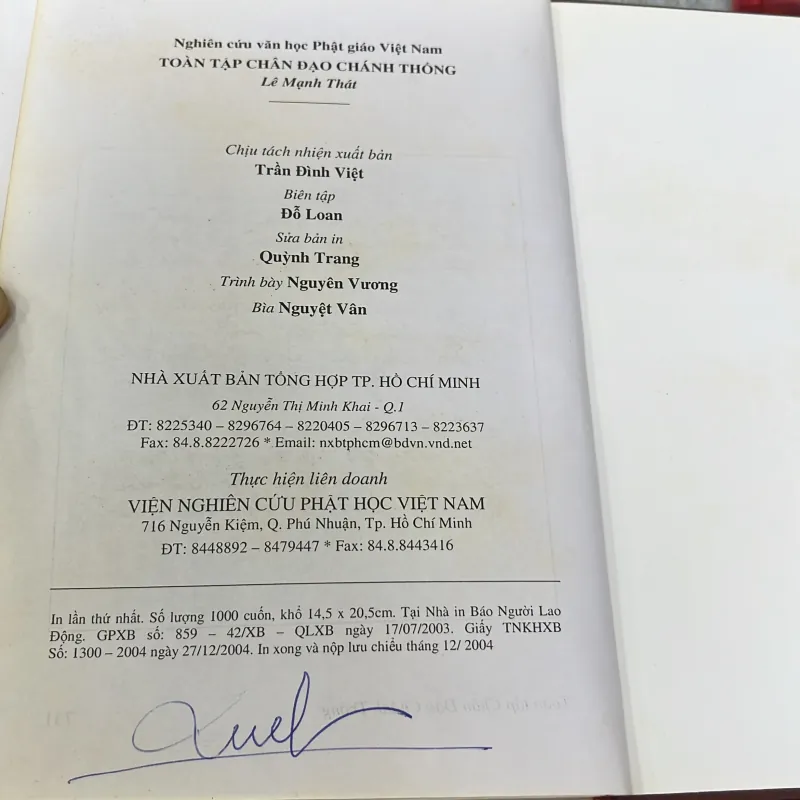 Nghiên cứu văn học Phật giáo Việt Nam
TOÀN TẬP CHÂN ĐẠO CHÁNH THỐNG
Lê Mạnh Thát
Chịu tách nhiện xuất bản
Trần Đình Việt
Biên tập
Đỗ Loan
Sửa bản in
Quỳnh Trang
Trình bày Nguyên Vương
Bìa Nguyệt Vân
NHÀ XUẤT BẢN TỔNG HỢP TP. HỒ CHÍ MINH
62 Nguyễn Thị Minh Khai - Q.1
ĐT: 8225340 – 8296764 – 8220405 – 8296713 – 8223637
Fax: 84.8.8222726 * Email: nxbtphcm@bdvn.vnd.net
Thực hiện liên doanh
VIỆN NGHIÊN CỨU PHẬT HỌC VIỆT NAM
716 Nguyễn Kiệm, Q. Phú Nhuận, Tp. Hồ Chí Minh
ĐT: 8448892 – 8479447 * Fax: 84.8.8443416
In lần thứ nhất. Số lượng 1000 cuốn, khổ 14,5 x 20,5cm. Tại Nhà in Báo Người Lao
Động. GPXB số: 859 – 42/XB – QLXB ngày 17/07/2003. Giấy TNKHXB
Số: 1300 – 2004 ngày 27/12/2004. In xong và nộp lưu chiểu tháng 12/ 2004